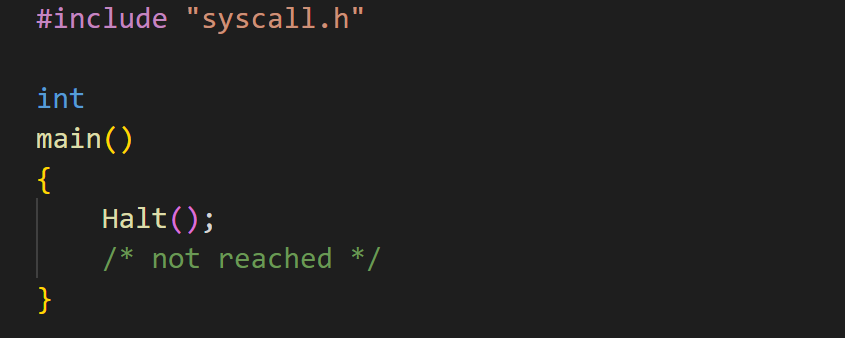 #include "syscall.h"
int
main()
{
Halt();
/* not reached */
}